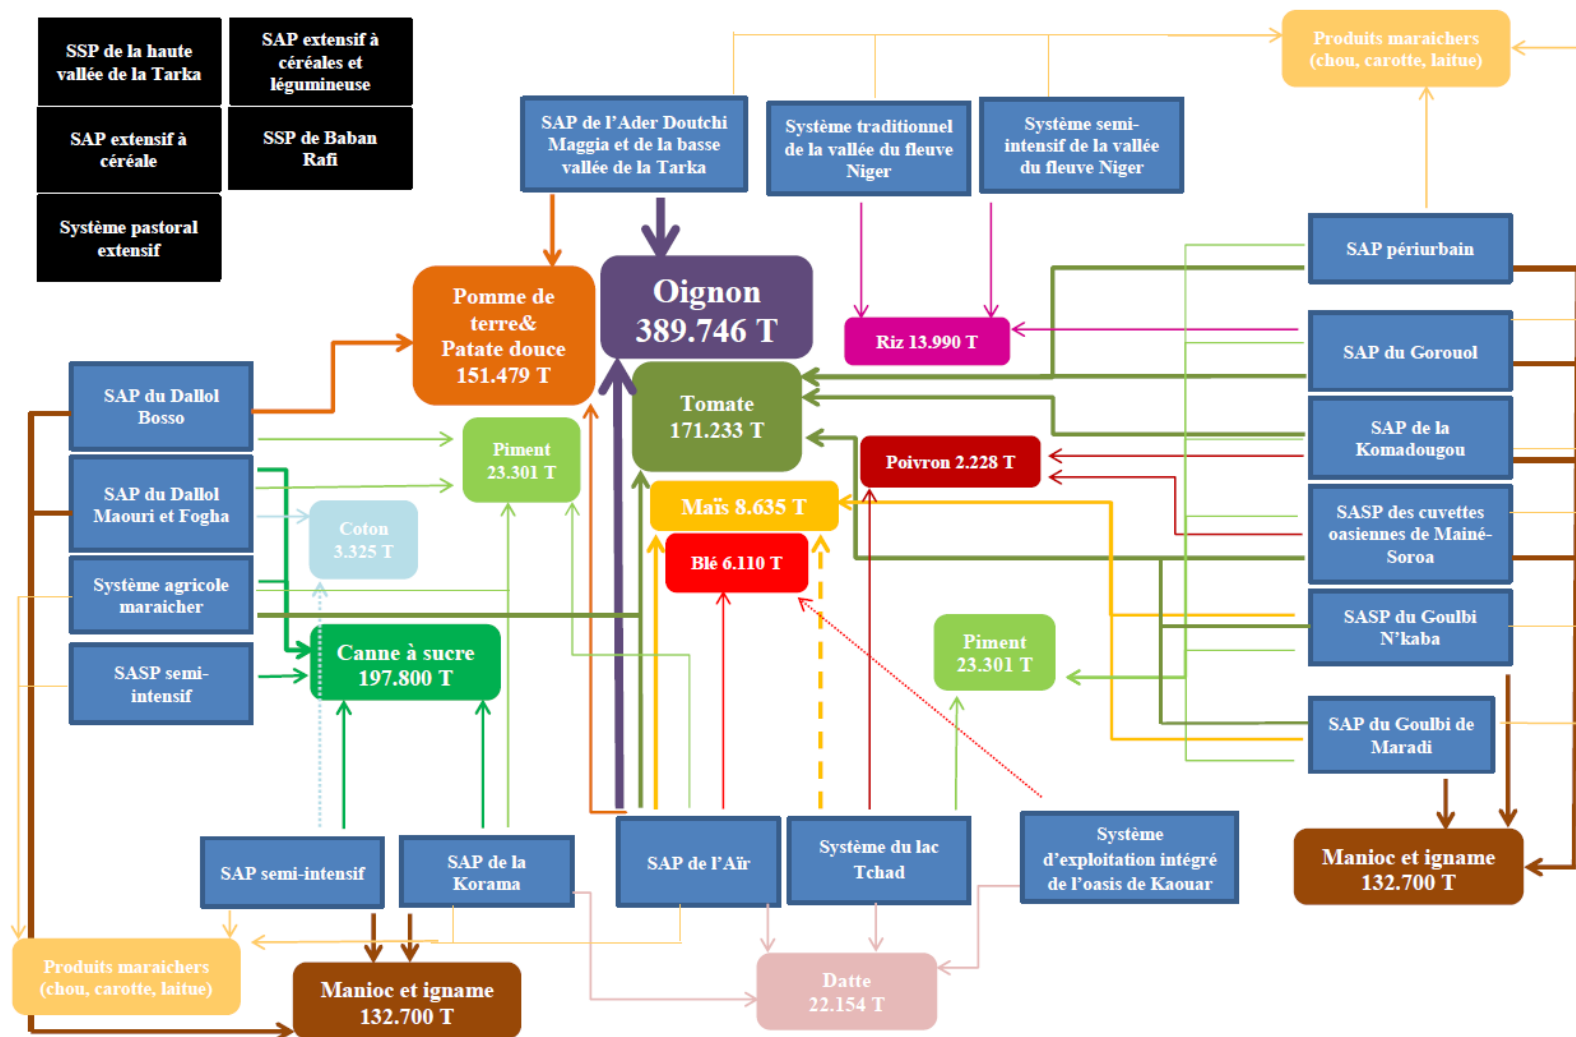 SSP de la haute
vallée de la Tarka
SAP extensif à
céréales et
légumineuse
SAP extensif à
céréale
SSP de Baban
Rafi
Système pastoral
extensif
SAP de l’Ader Doutchi
Maggia et de la basse
vallée de la Tarka
Système traditionnel
de la vallée du fleuve
Niger
Système semi-
intensif de la vallée
du fleuve Niger
Produits maraichers
(chou, carotte, laitue)
Pomme de
terre&
Patate douce
151.479 T
Oignon
389.746 T
Riz 13.990 T
SAP périurbain
SAP du Gorouol
SAP du Dallol
Bosso
Tomate
171.233 T
SAP de la
Komadougou
Piment
23.301 T
Poivron 2.228 T
SAP du Dallol
Maouri et Fogha
Coton
3.325 T
Maïs 8.635 T
SASP des cuvettes
oasiennes de Mainé-
Soroa
Blé 6.110 T
Système agricole
maraicher
SASP du Goulbi
N’kaba
Canne à sucre
197.800 T
Piment
23.301 T
SASP semi-
intensif
SAP du Goulbi de
Maradi
SAP semi-intensif
SAP de la
Korama
SAP de l’Aïr
Système du lac
Tchad
Système
d’exploitation intégré
de l’oasis de Kaouar
Manioc et igname
132.700 T
Produits maraichers
(chou, carotte, laitue)
Manioc et igname
132.700 T
Datte
22.154 T